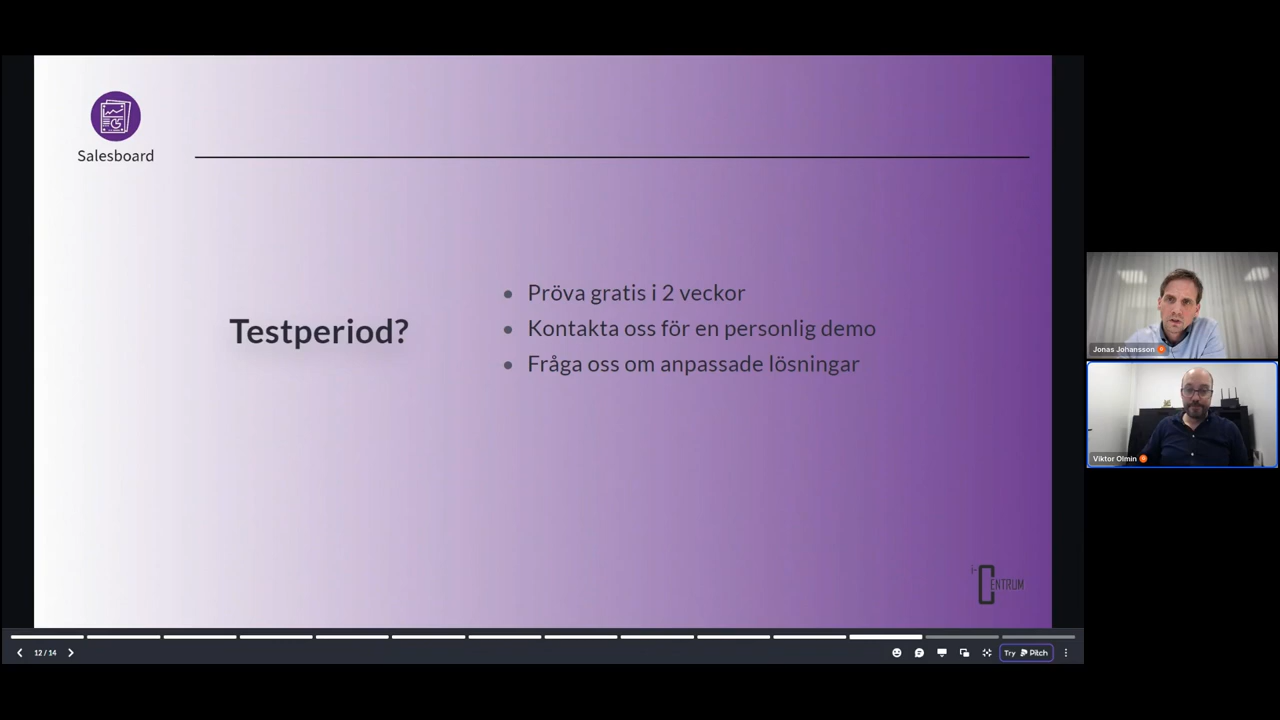 Salesboard
Testperiod?
Pröva gratis i 2 veckor
Kontakta oss för en personlig demo
Fråga oss om anpassade lösningar
i-CENTRUM
Jonas Johansson
Viktor Olmin
12 / 14
Try Pitch